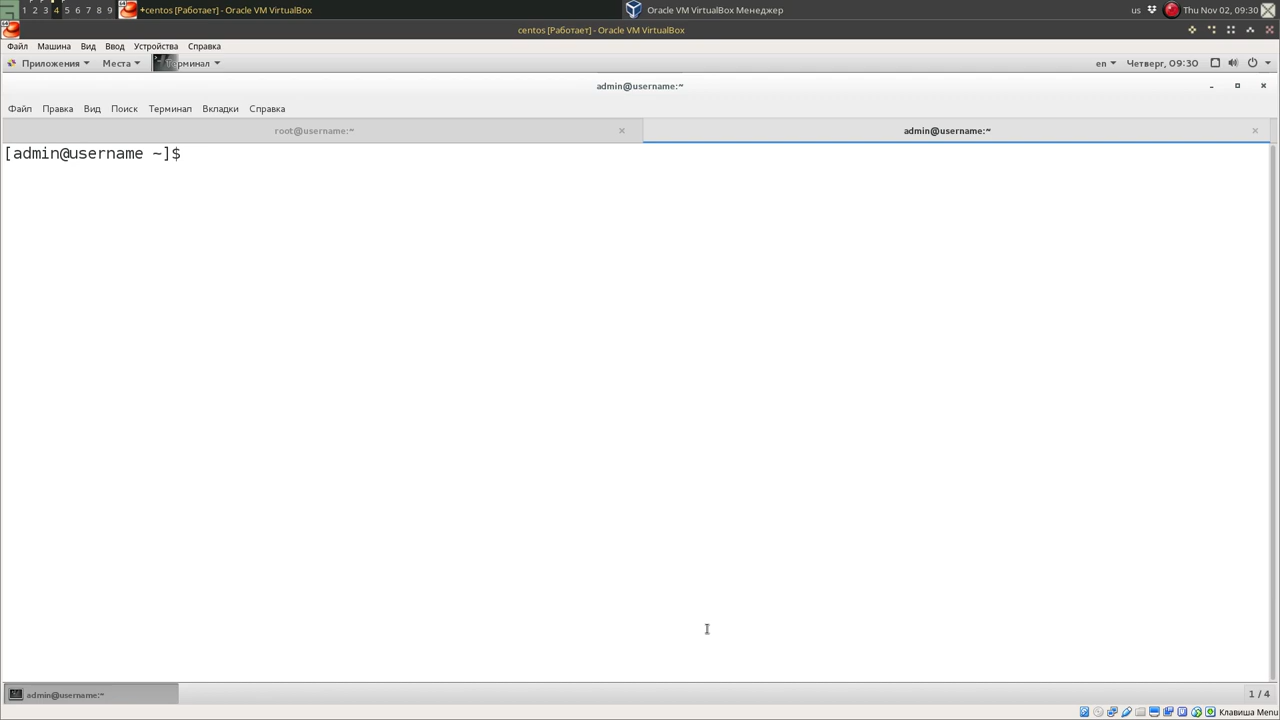 1 2 3 4 5 6 7 8 9 +centos [Работает] - Oracle VM VirtualBox Oracle VM VirtualBox Менеджер us Thu Nov 02, 09:30
centos [Работает] - Oracle VM VirtualBox
Файл Машина Вид Ввод Устройства Справка
Приложения Места Терминал en Четверг, 09:30
admin@username:~
Файл Правка Вид Поиск Терминал Вкладки Справка
root@username:~ admin@username:~
[admin@username ~]$
admin@username:~ 1 / 4
Клавиша Menu